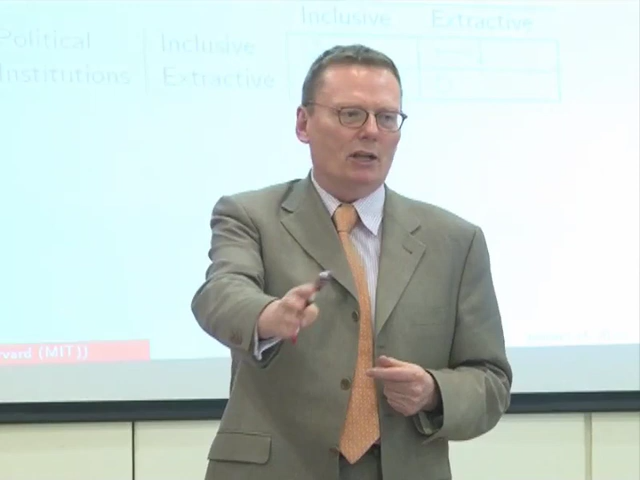 Inclusive Extractive
Political Inclusive
Institutions Extractive
rvard (MIT))